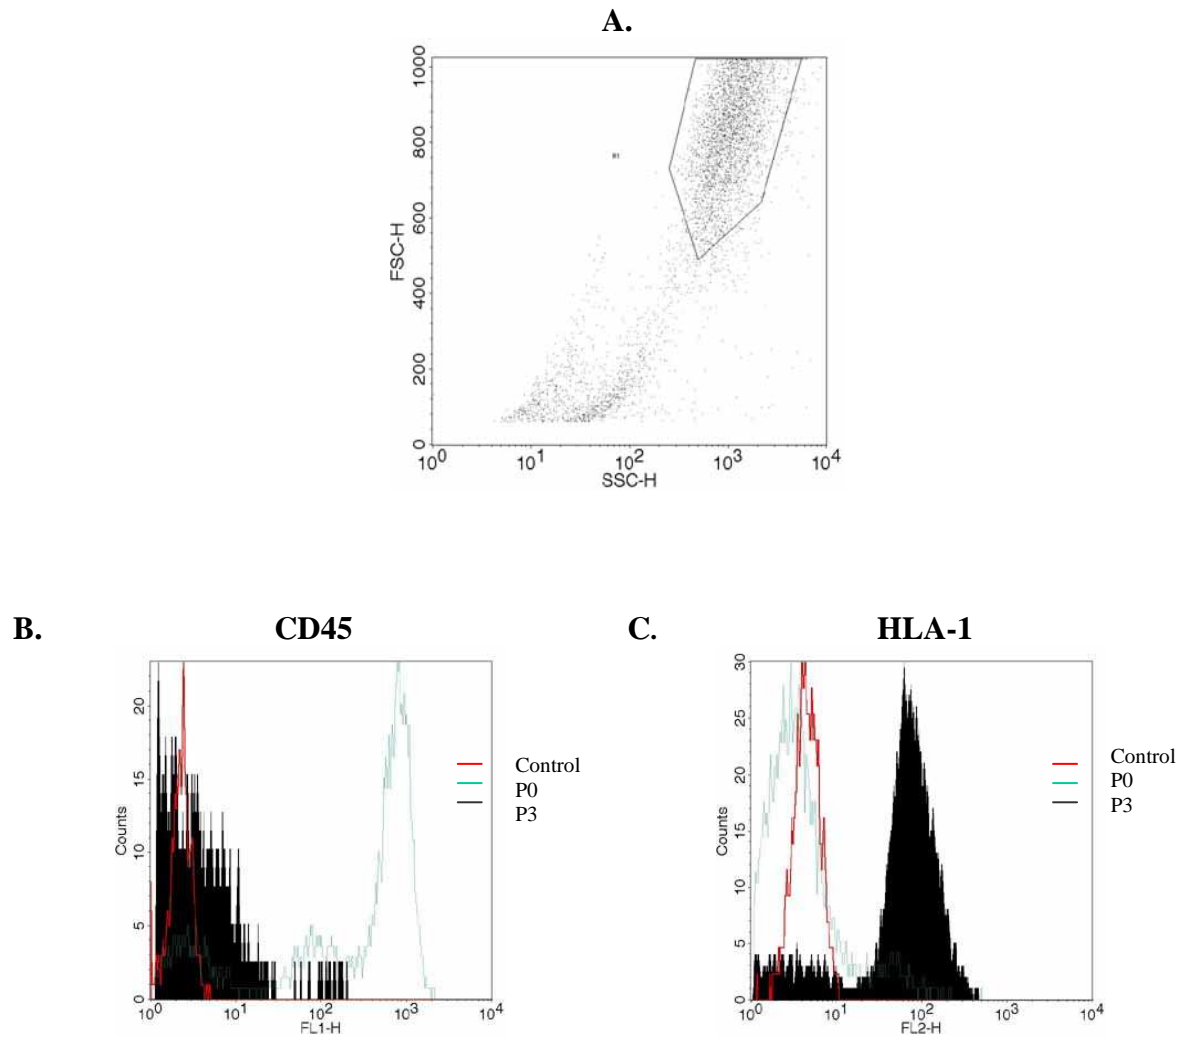 A.
1000
800
600
400
200
0
FSC-H
R1
10^0 10^1 10^2 10^3 10^4
SSC-H
B. CD45
20
15
10
5
0
Counts
10^0 10^1 10^2 10^3 10^4
FL1-H
Control
P0
P3
C. HLA-1
30
25
20
15
10
5
0
Counts
10^0 10^1 10^2 10^3 10^4
FL2-H
Control
P0
P3